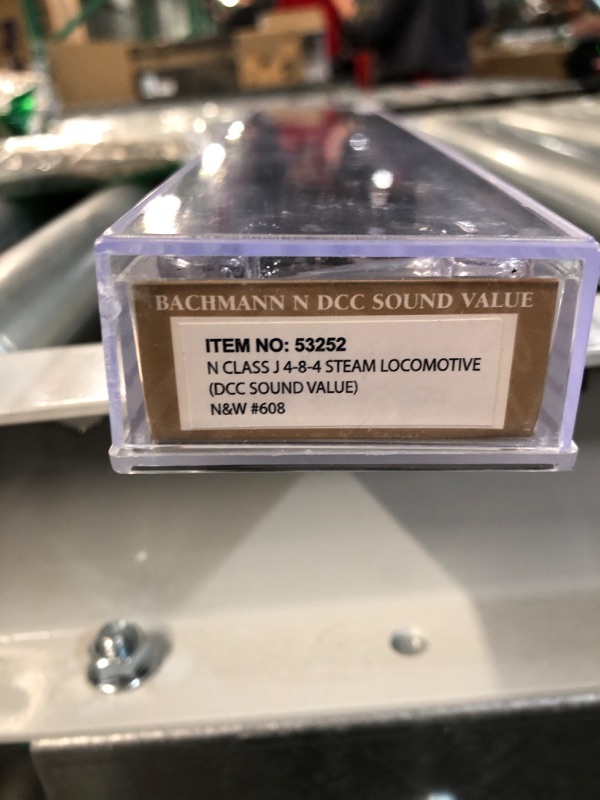 BACHMANN N DCC SOUND VALUE
ITEM NO: 53252
N CLASS J 4-8-4 STEAM LOCOMOTIVE
(DCC SOUND VALUE)
N&W #608